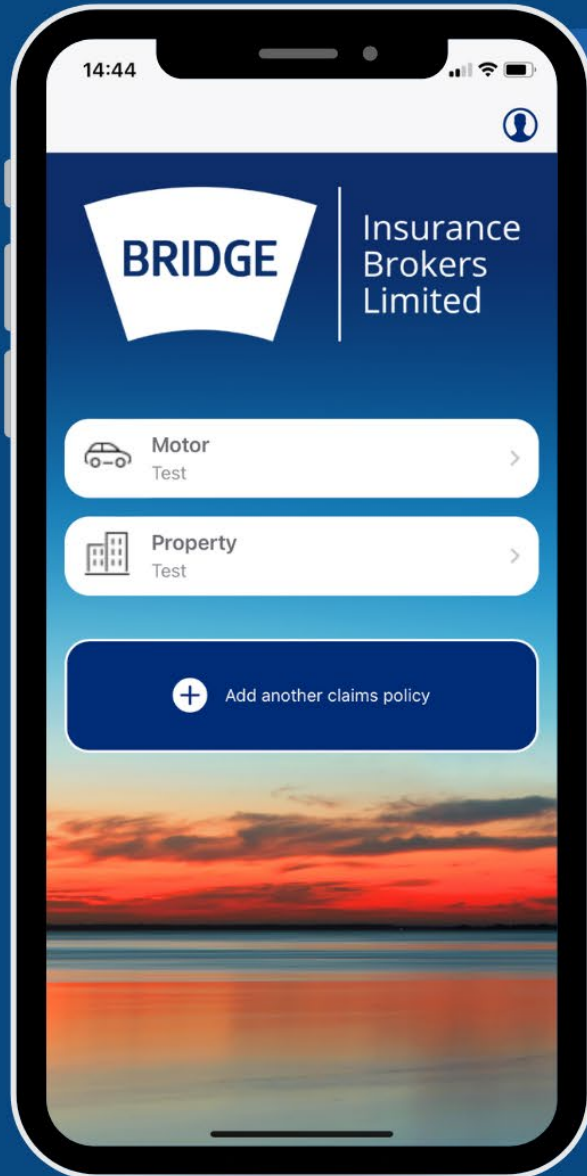 14:44
BRIDGE
Insurance
Brokers
Limited
Motor
Test
Property
Test
Add another claims policy